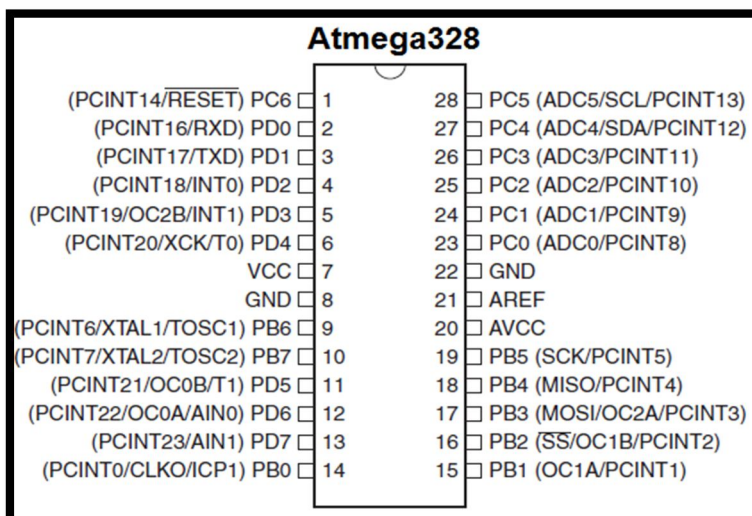 Atmega328
(PCINT14/RESET) PC6 1 28 PC5 (ADC5/SCL/PCINT13)
(PCINT16/RXD) PD0 2 27 PC4 (ADC4/SDA/PCINT12)
(PCINT17/TXD) PD1 3 26 PC3 (ADC3/PCINT11)
(PCINT18/INT0) PD2 4 25 PC2 (ADC2/PCINT10)
(PCINT19/OC2B/INT1) PD3 5 24 PC1 (ADC1/PCINT9)
(PCINT20/XCK/T0) PD4 6 23 PC0 (ADC0/PCINT8)
VCC 7 22 GND
GND 8 21 AREF
(PCINT6/XTAL1/TOSC1) PB6 9 20 AVCC
(PCINT7/XTAL2/TOSC2) PB7 10 19 PB5 (SCK/PCINT5)
(PCINT21/OC0B/T1) PD5 11 18 PB4 (MISO/PCINT4)
(PCINT22/OC0A/AIN0) PD6 12 17 PB3 (MOSI/OC2A/PCINT3)
(PCINT23/AIN1) PD7 13 16 PB2 (SS/OC1B/PCINT2)
(PCINT0/CLKO/ICP1) PB0 14 15 PB1 (OC1A/PCINT1)